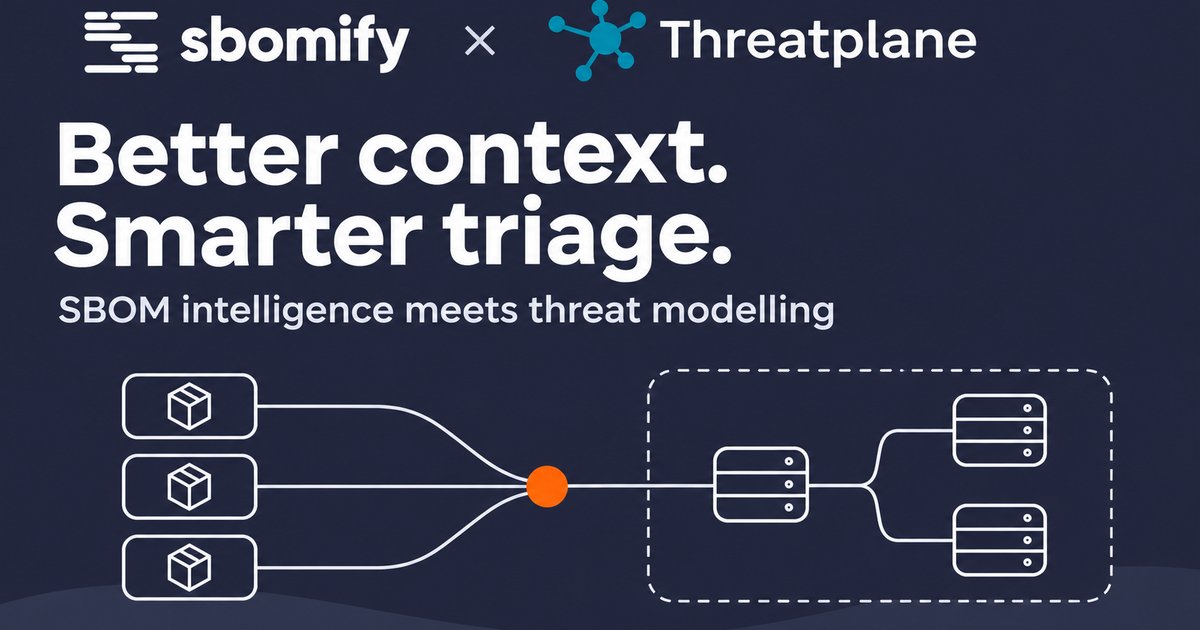 sbomify × Threatplane
Better context.
Smarter triage.
SBOM intelligence meets threat modelling